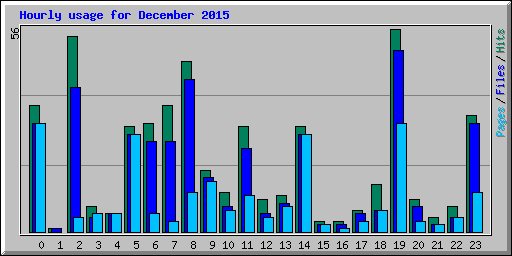 Hourly usage for December 2015
56
Pages/Files/Hits
0 1 2 3 4 5 6 7 8 9 10 11 12 13 14 15 16 17 18 19 20 21 22 23